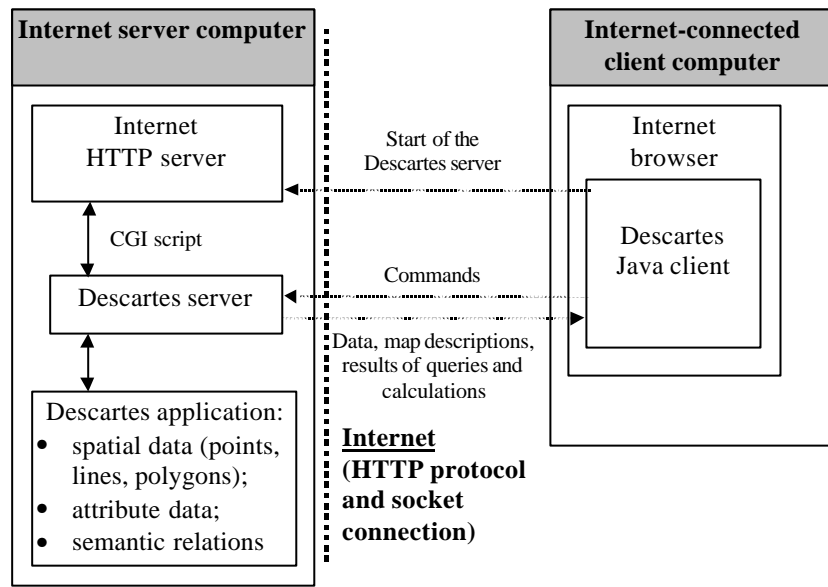 Internet server computer
Internet
HTTP server
CGI script
Descartes server
Descartes application:
• spatial data (points,
lines, polygons);
• attribute data;
• semantic relations
Start of the
Descartes server
Commands
Data, map descriptions,
results of queries and
calculations
Internet
(HTTP protocol
and socket
connection)
Internet-connected
client computer
Internet
browser
Descartes
Java client